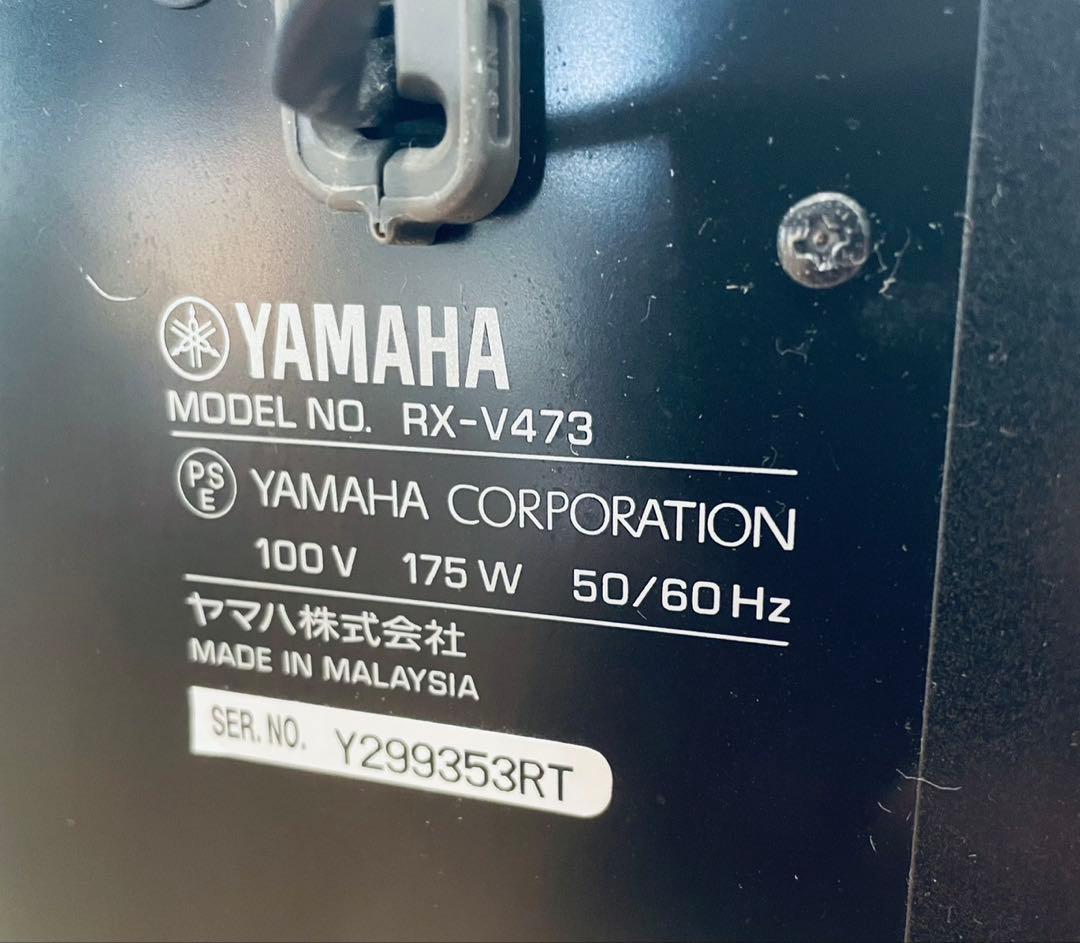 YAMAHA
MODEL NO. RX-V473
PS E YAMAHA CORPORATION
100 V 175 W 50/60 Hz
ヤマハ株式会社
MADE IN MALAYSIA
SER. NO. Y299353RT